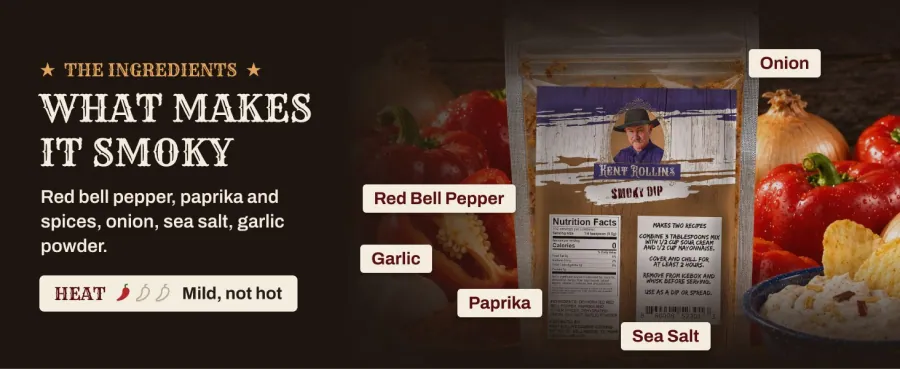 ★ THE INGREDIENTS ★
WHAT MAKES
IT SMOKY
Red bell pepper, paprika and
spices, onion, sea salt, garlic
powder.
HEAT Mild, not hot
Onion
Red Bell Pepper
Garlic
Paprika
Sea Salt
KENT ROLLINS
SMOKY DIP
Nutrition Facts
Calories 0
MAKES TWO RECIPES
COMBINE 3 TABLESPOONS MIX
WITH 1/2 CUP SOUR CREAM
AND 1/2 CUP MAYONNAISE.
COVER AND CHILL FOR
AT LEAST 2 HOURS.
REMOVE FROM ICEBOX AND
WHISK BEFORE SERVING.
USE AS A DIP OR SPREAD.